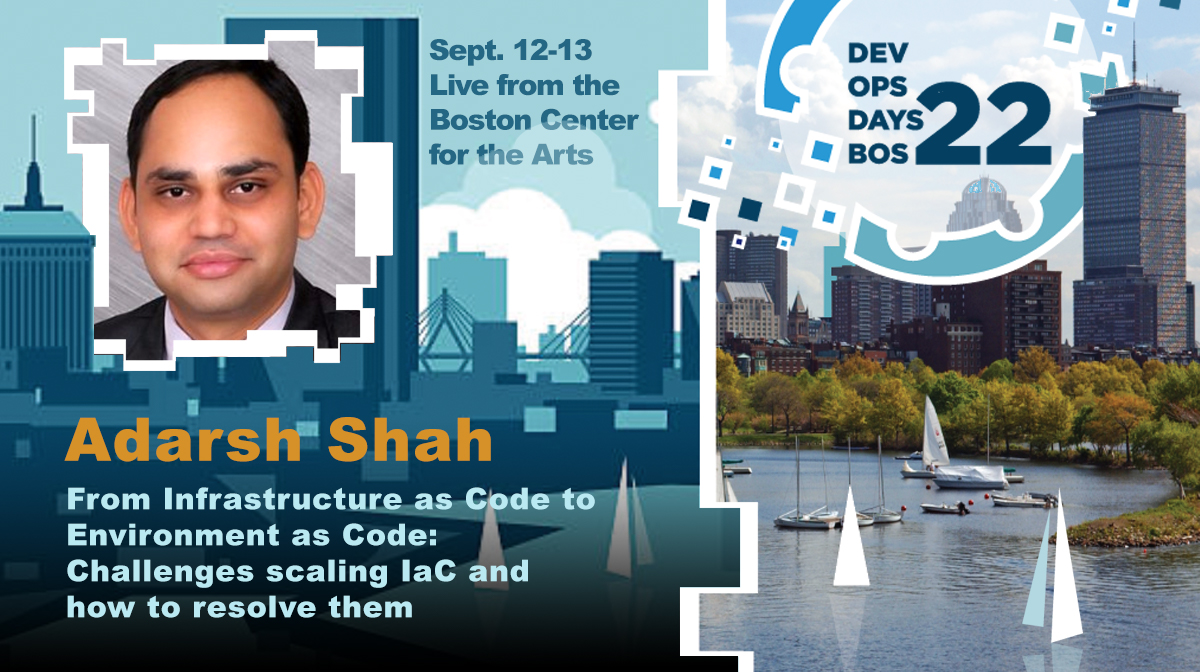 Sept. 12-13
Live from the
Boston Center
for the Arts
DEV
OPS
DAYS
BOS
22
Adarsh Shah
From Infrastructure as Code to
Environment as Code:
Challenges scaling IaC and
how to resolve them